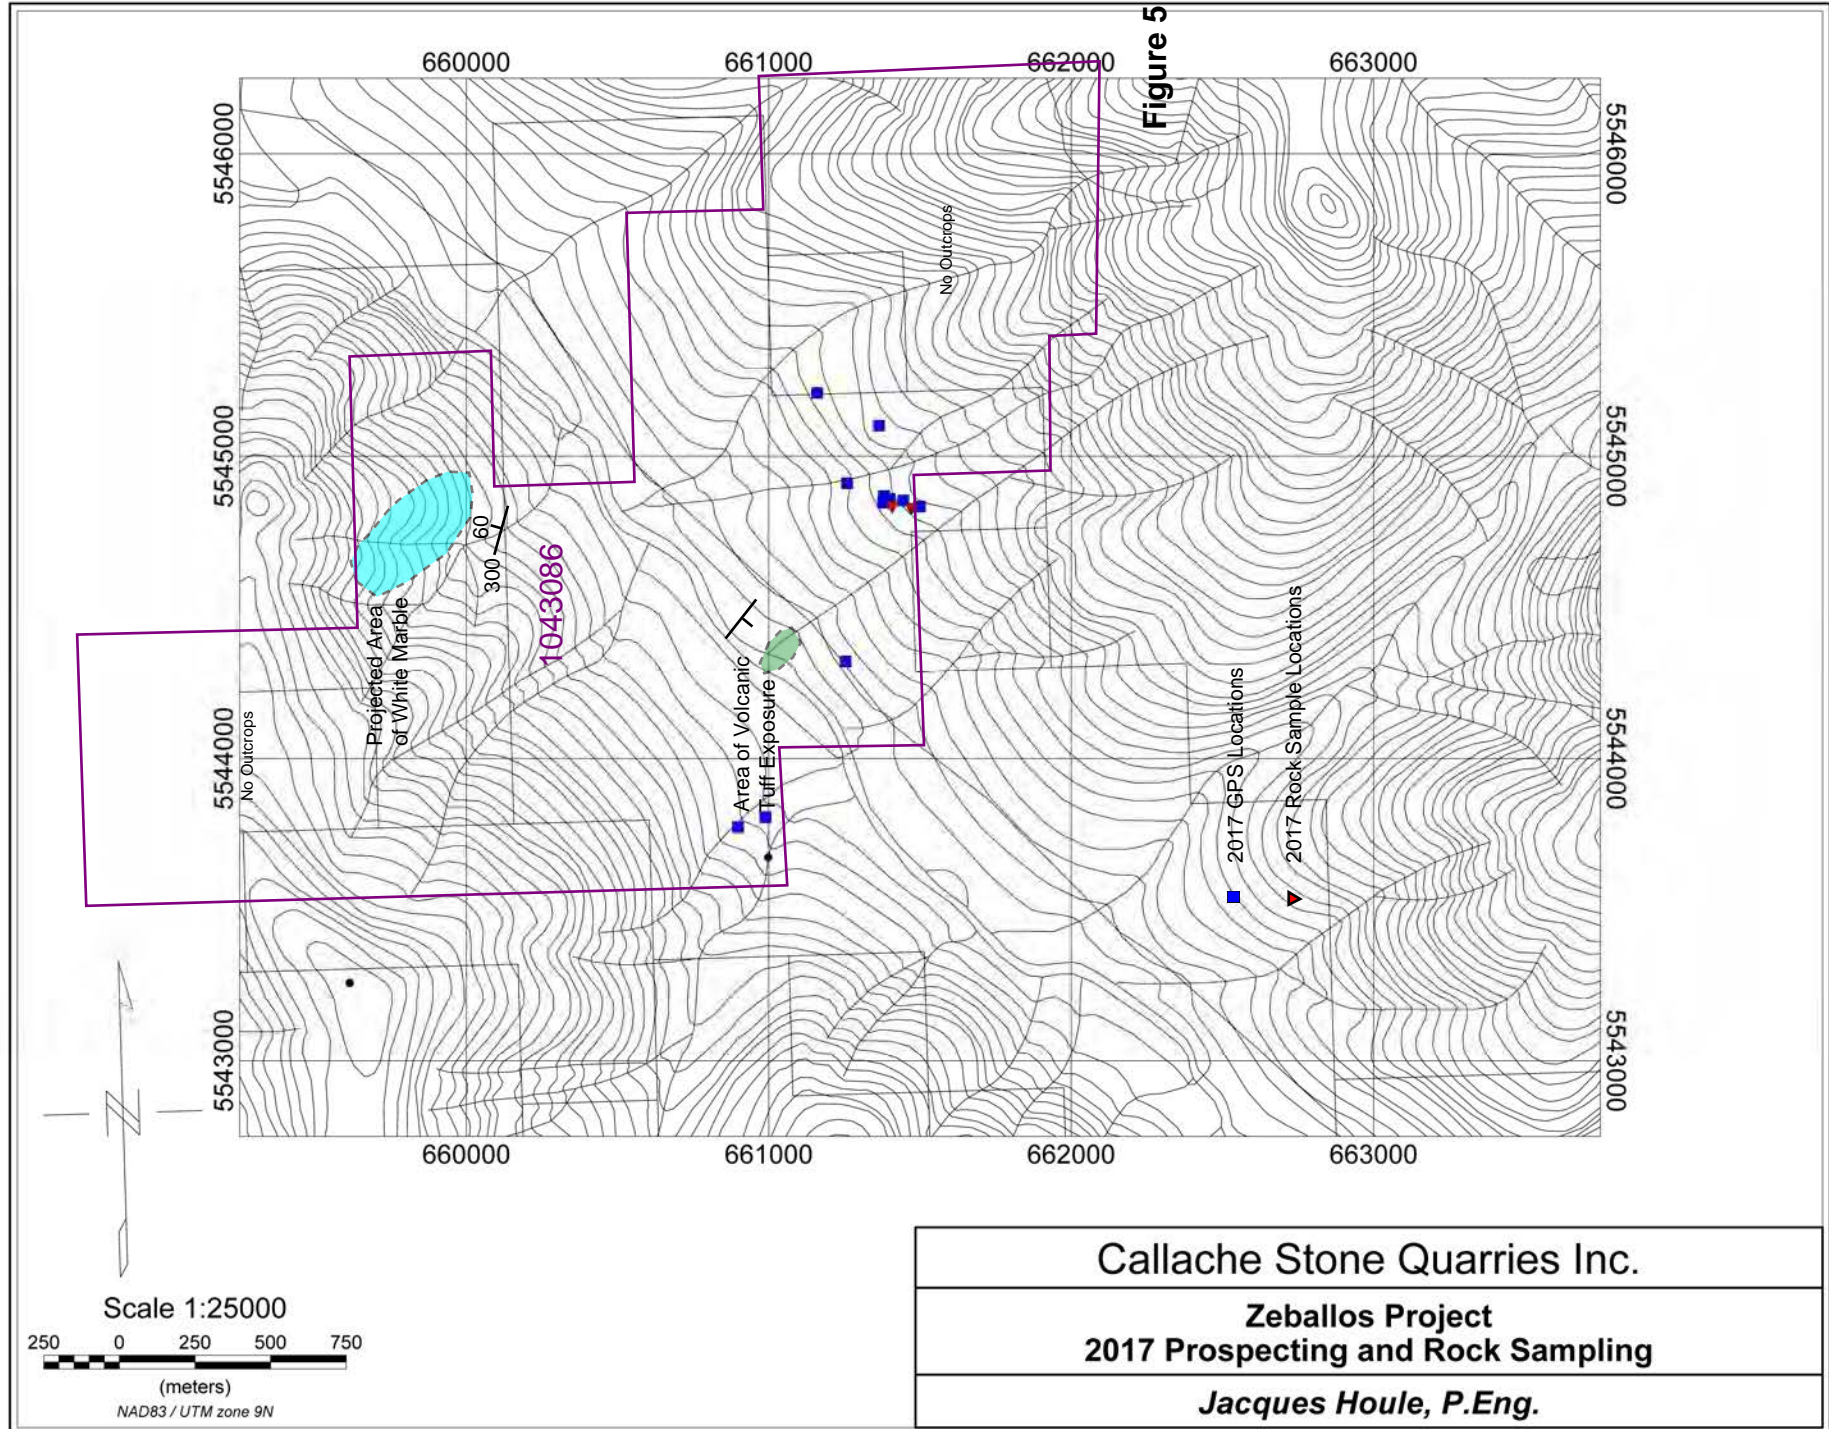 Figure 5
660000
661000
662000
663000
5546000
5546000
No Outcrops
5545000
5545000
60
300
1043086
Projected Area
of White Marble
Area of Volcanic
Tuff Exposure
No Outcrops
5544000
5544000
2017 GPS Locations
2017 Rock Sample Locations
5543000
5543000
N
660000
661000
662000
663000
Scale 1:25000
250 0 250 500 750
(meters)
NAD83 / UTM zone 9N
Callache Stone Quarries Inc.
Zeballos Project
2017 Prospecting and Rock Sampling
Jacques Houle, P.Eng.